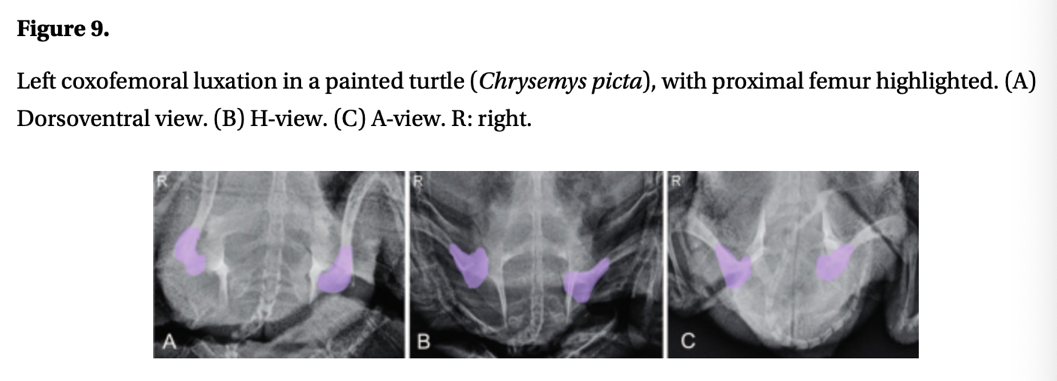 Figure 9.
Left coxofemoral luxation in a painted turtle (Chrysemys picta), with proximal femur highlighted. (A)
Dorsoventral view. (B) H-view. (C) A-view. R: right.
R
R
R
A
B
C